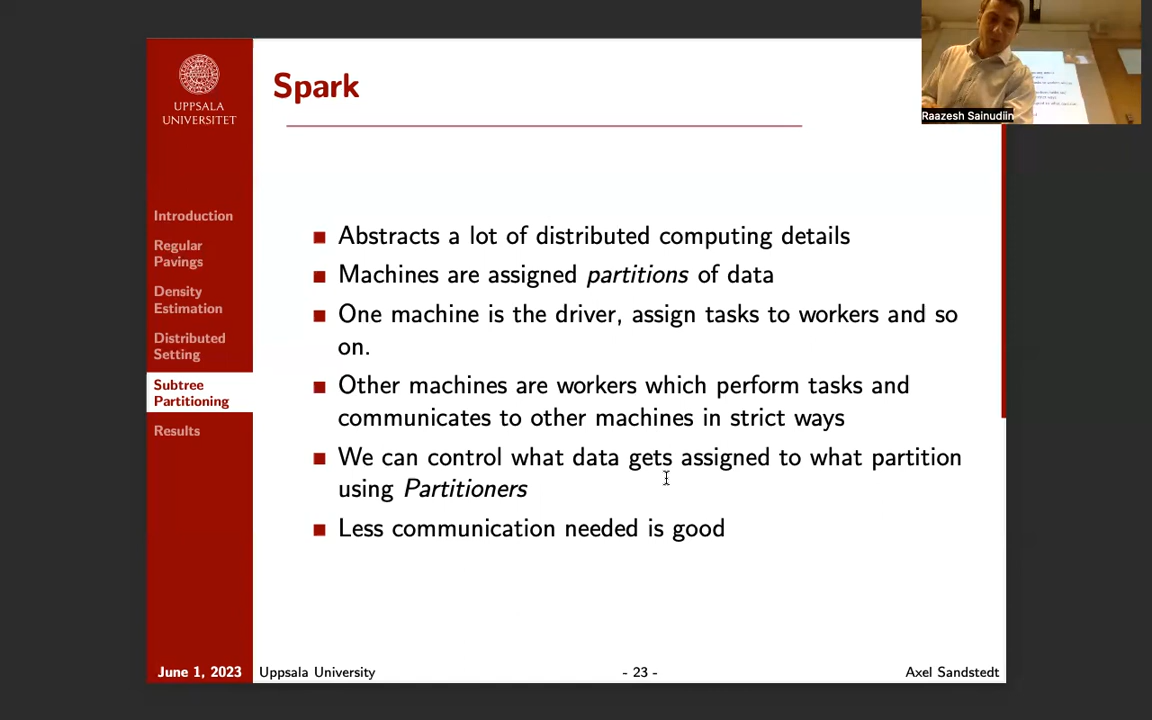 UPPSALA
UNIVERSITET
Spark
Raazesh Sainudiin
Introduction
Regular
Pavings
Density
Estimation
Distributed
Setting
Subtree
Partitioning
Results
Abstracts a lot of distributed computing details
Machines are assigned partitions of data
One machine is the driver, assign tasks to workers and so
on.
Other machines are workers which perform tasks and
communicates to other machines in strict ways
We can control what data gets assigned to what partition
using Partitioners
Less communication needed is good
June 1, 2023
Uppsala University
- 23 -
Axel Sandstedt